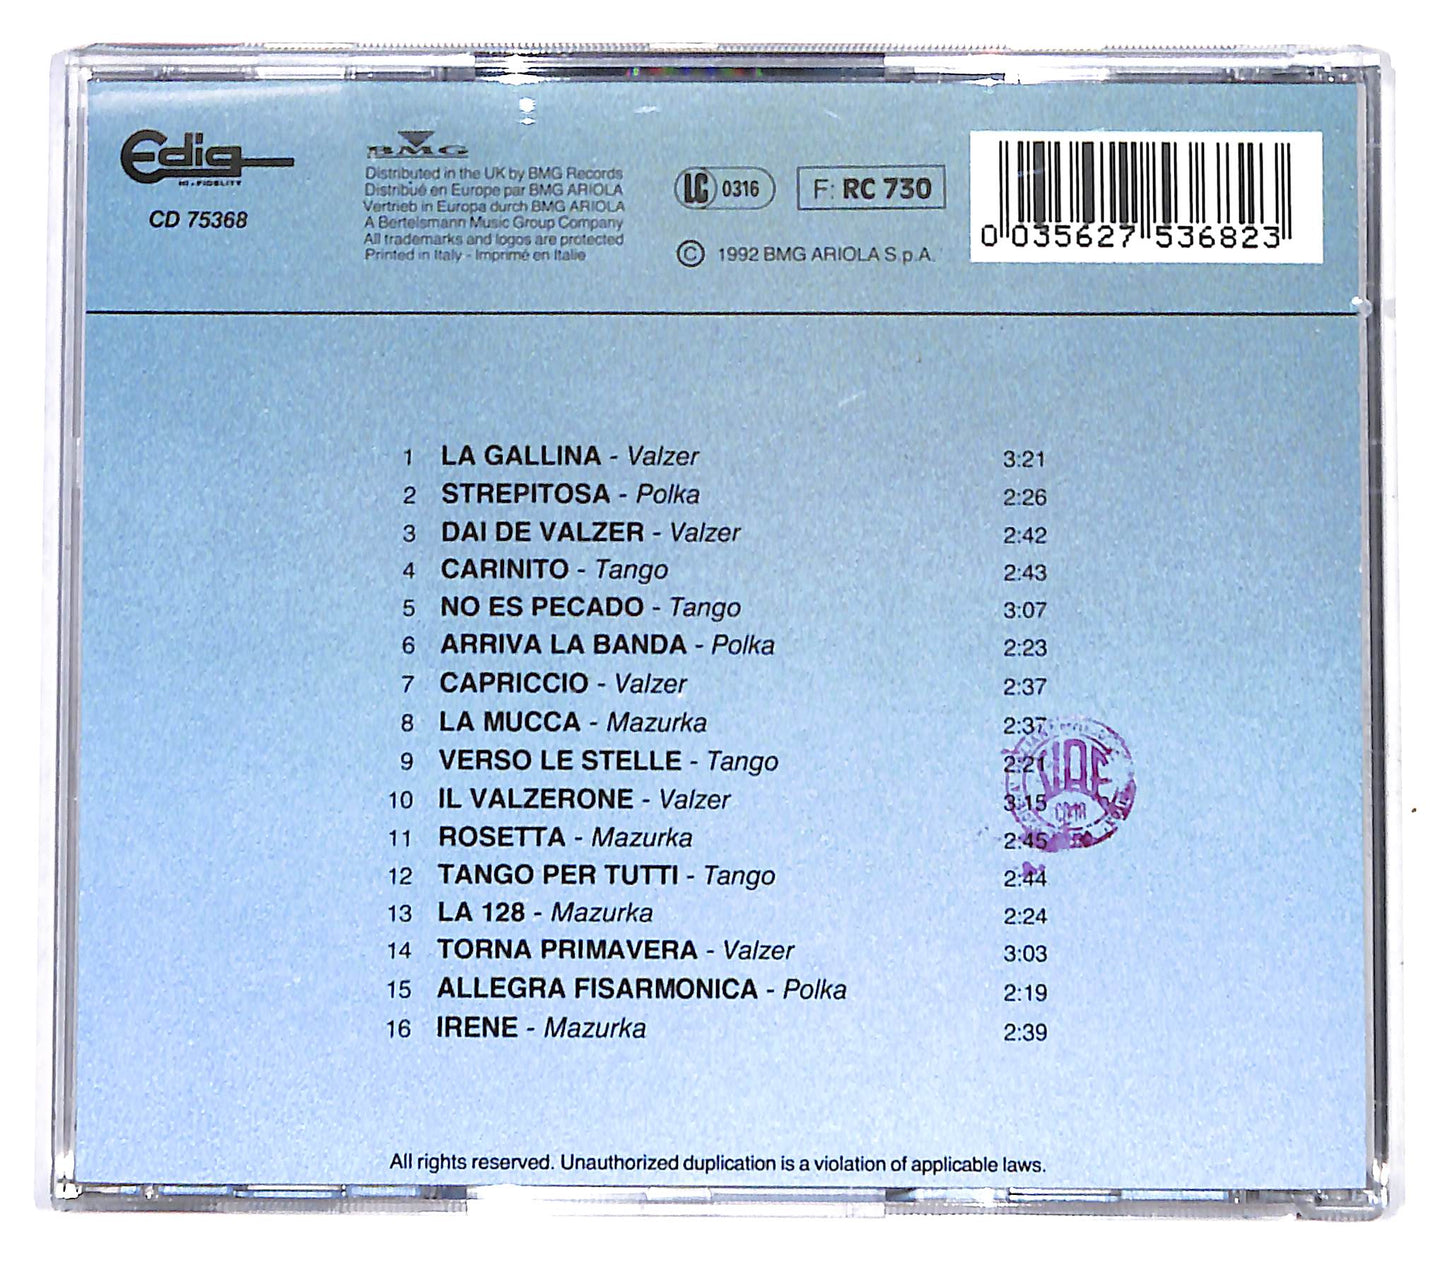 Edig
HI-FIDELITY
CD 75368
BMG
Distributed in the UK by BMG Records
Distribué en Europe par BMG ARIOLA
Vertrieb in Europa durch BMG ARIOLA
A Bertelsmann Music Group Company
All trademarks and logos are protected
Printed in Italy - Imprimé en Italie
LC 0316
F: RC 730
© 1992 BMG ARIOLA S.p.A.
0 035627 536823
1 LA GALLINA - Valzer 3:21
2 STREPITOSA - Polka 2:26
3 DAI DE VALZER - Valzer 2:42
4 CARINITO - Tango 2:43
5 NO ES PECADO - Tango 3:07
6 ARRIVA LA BANDA - Polka 2:23
7 CAPRICCIO - Valzer 2:37
8 LA MUCCA - Mazurka 2:37
9 VERSO LE STELLE - Tango 2:21
10 IL VALZERONE - Valzer 3:15
11 ROSETTA - Mazurka 2:45
12 TANGO PER TUTTI - Tango 2:44
13 LA 128 - Mazurka 2:24
14 TORNA PRIMAVERA - Valzer 3:03
15 ALLEGRA FISARMONICA - Polka 2:19
16 IRENE - Mazurka 2:39
SIAE
All rights reserved. Unauthorized duplication is a violation of applicable laws.